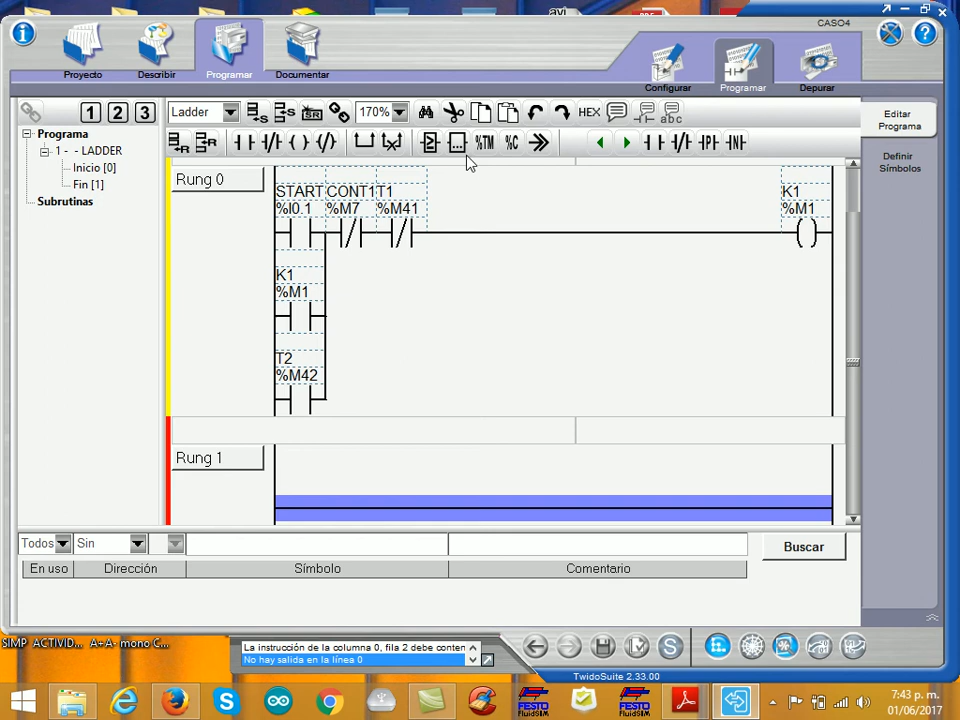 CASO4
Proyecto
Describir
Programar
Documentar
Configurar
Programar
Depurar
1 2 3
Ladder
170%
HEX
abc
%TM
%C
Editar
Programa
Definir
Símbolos
Programa
1 - - LADDER
Inicio [0]
Fin [1]
Subrutinas
Rung 0
START CONT1 T1
%I0.1 %M7 %M41
K1
%M1
K1
%M1
T2
%M42
Rung 1
Todos
Sin
Buscar
En uso
Dirección
Símbolo
Comentario
SIMP ACTIVID...
A+A- mono C...
La instrucción de la columna 0, fila 2 debe conten
No hay salida en la línea 0
TwidoSuite 2.33.00
FESTO
FluidSIM
FESTO
FluidSIM
7:43 p. m.
01/06/2017